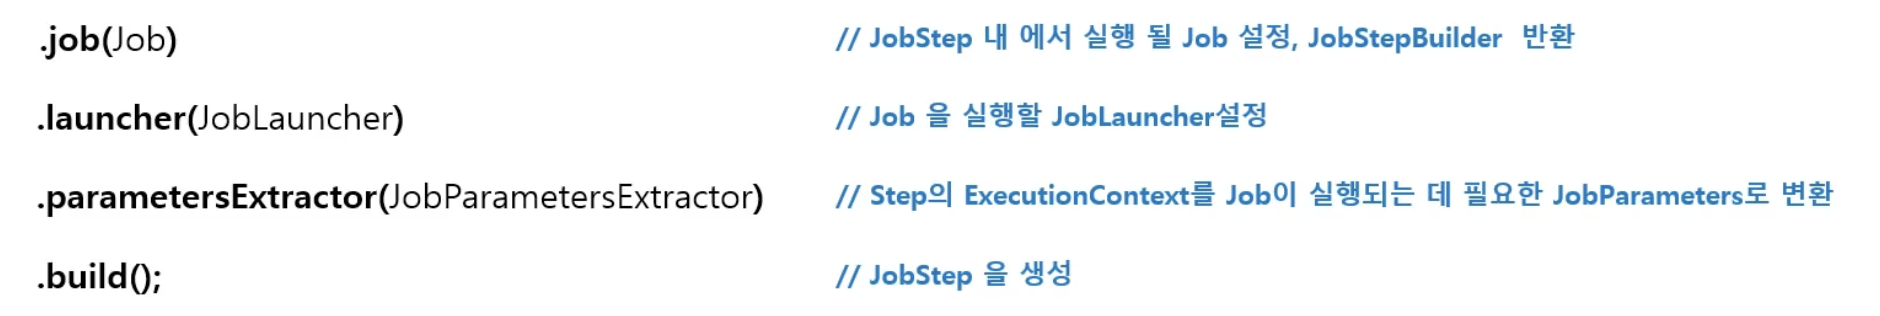 .job(Job) // JobStep 내 에서 실행 될 Job 설정, JobStepBuilder 반환
.launcher(JobLauncher) // Job 을 실행할 JobLauncher설정
.parametersExtractor(JobParametersExtractor) // Step의 ExecutionContext를 Job이 실행되는 데 필요한 JobParameters로 변환
.build(); // JobStep 을 생성